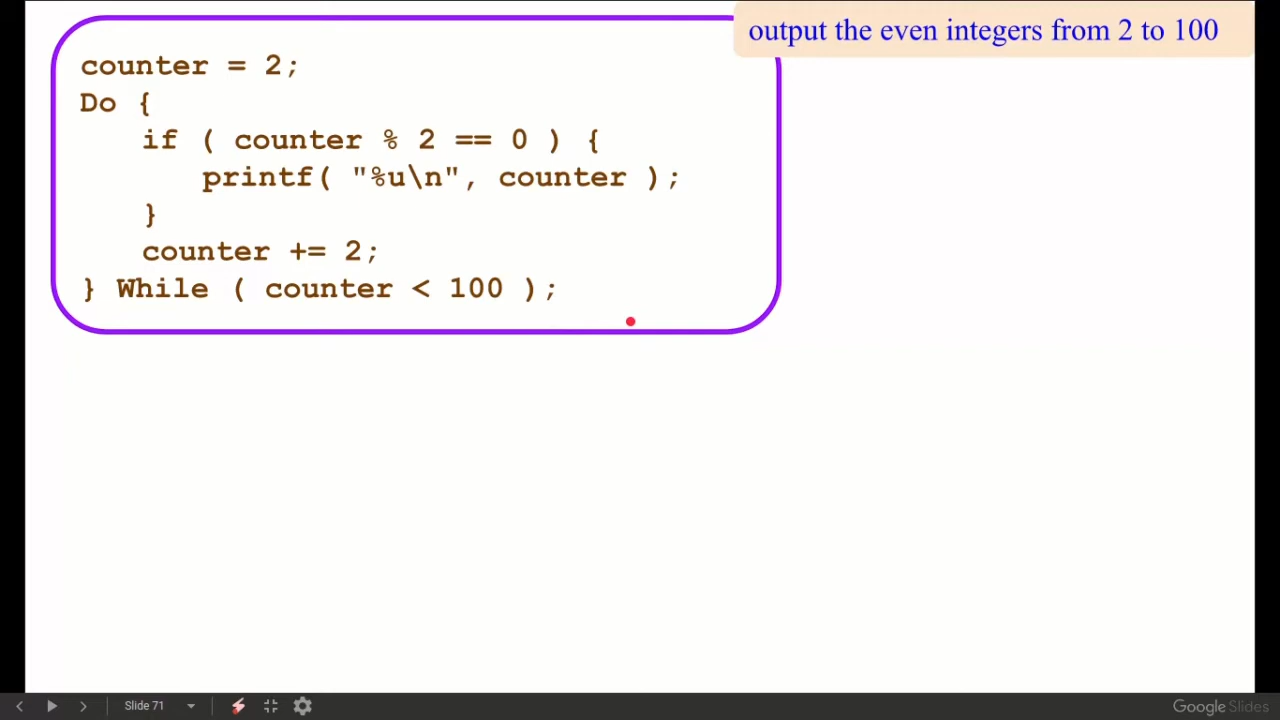 output the even integers from 2 to 100
counter = 2;
Do {
if ( counter % 2 == 0 ) {
printf( "%u\n", counter );
}
counter += 2;
} While ( counter < 100 );
Slide 71
Google Slides